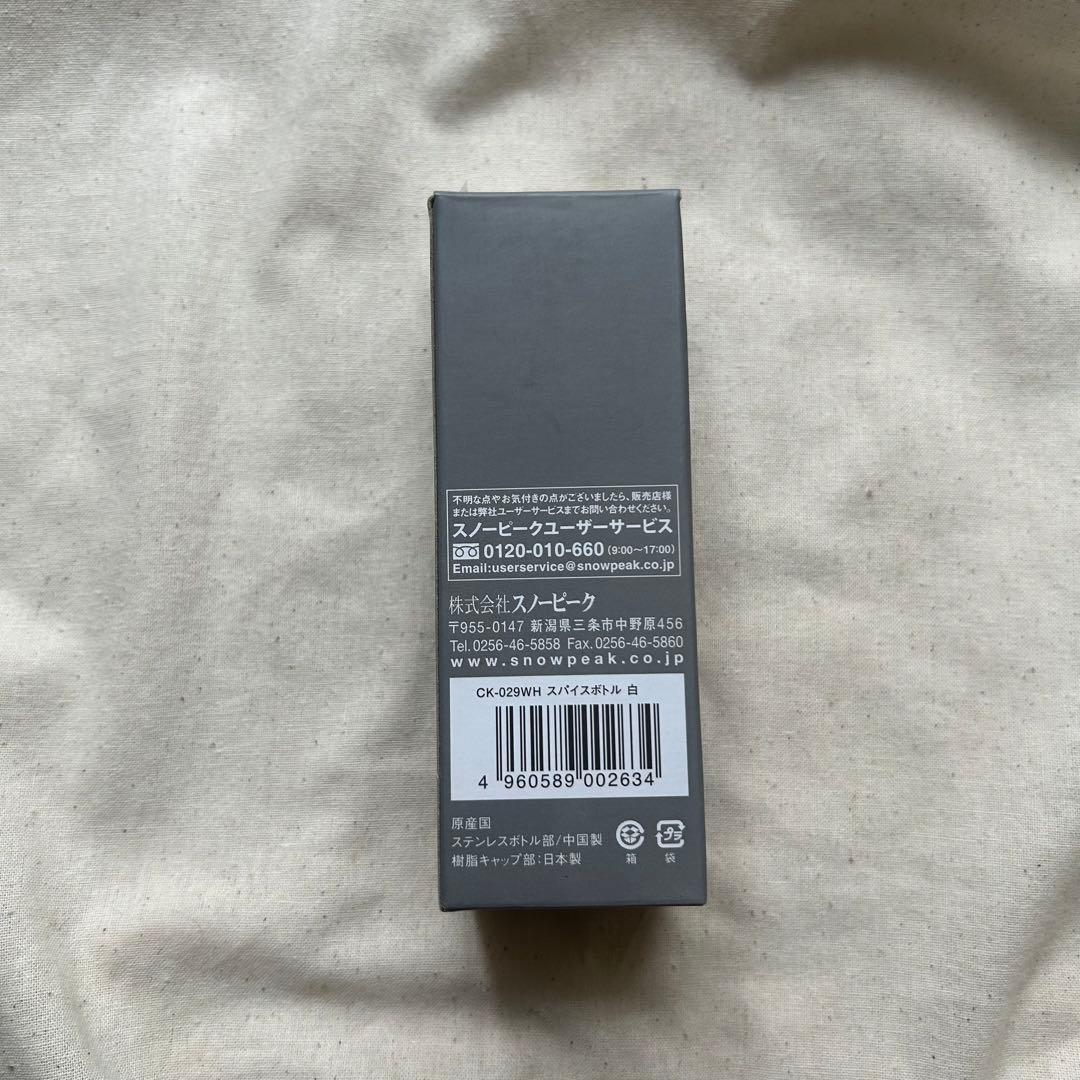 不明な点やお気付きの点がございましたら、販売店様
または弊社ユーザーサービスまでお問い合わせください。
スノーピークユーザーサービス
0120-010-660 (9:00〜17:00)
Email:userservice@snowpeak.co.jp
株式会社スノーピーク
〒955-0147 新潟県三条市中野原456
Tel.0256-46-5858 Fax.0256-46-5860
www.snowpeak.co.jp
CK-029WH スパイスボトル 白
4 960589 002634
原産国
ステンレスボトル部/中国製
樹脂キャップ部:日本製
プラ
箱 袋